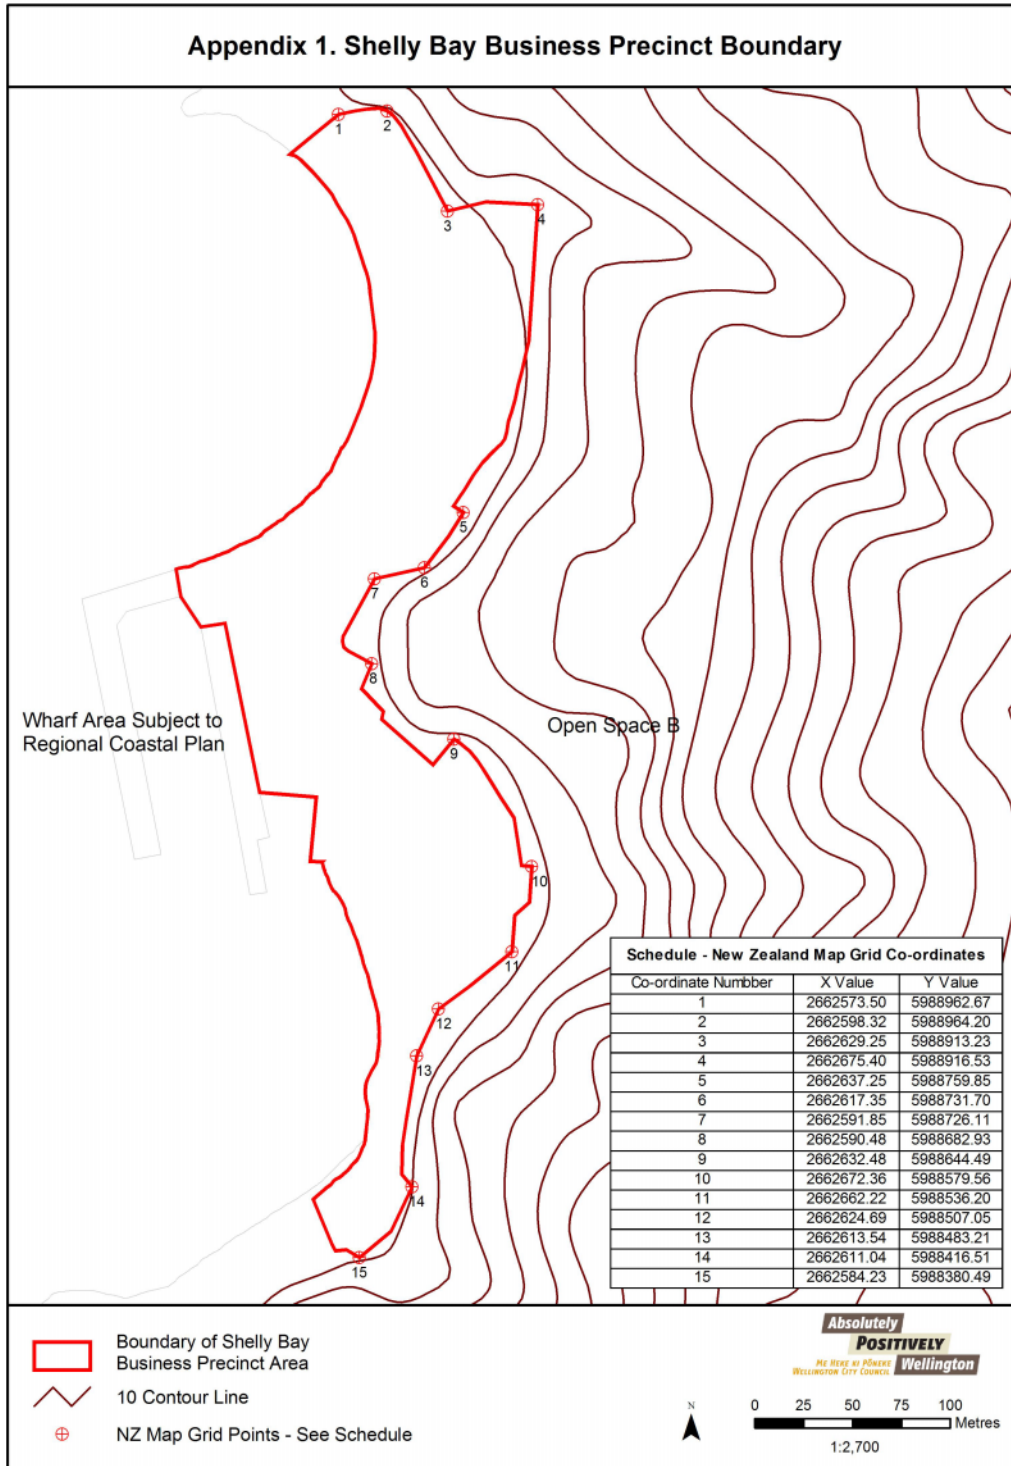 Appendix 1. Shelly Bay Business Precinct Boundary
1
2
3
4
5
6
7
8
Wharf Area Subject to
Regional Coastal Plan
Open Space B
9
10
11
12
13
14
15
Schedule - New Zealand Map Grid Co-ordinates
Co-ordinate Numbber X Value Y Value
1 2662573.50 5988962.67
2 2662598.32 5988964.20
3 2662629.25 5988913.23
4 2662675.40 5988916.53
5 2662637.25 5988759.85
6 2662617.35 5988731.70
7 2662591.85 5988726.11
8 2662590.48 5988682.93
9 2662632.48 5988644.49
10 2662672.36 5988579.56
11 2662662.22 5988536.20
12 2662624.69 5988507.05
13 2662613.54 5988483.21
14 2662611.04 5988416.51
15 2662584.23 5988380.49
Boundary of Shelly Bay
Business Precinct Area
10 Contour Line
NZ Map Grid Points - See Schedule
Absolutely
POSITIVELY
ME HEKE KI PŌNEKE
WELLINGTON CITY COUNCIL Wellington
N
0 25 50 75 100
Metres
1:2,700